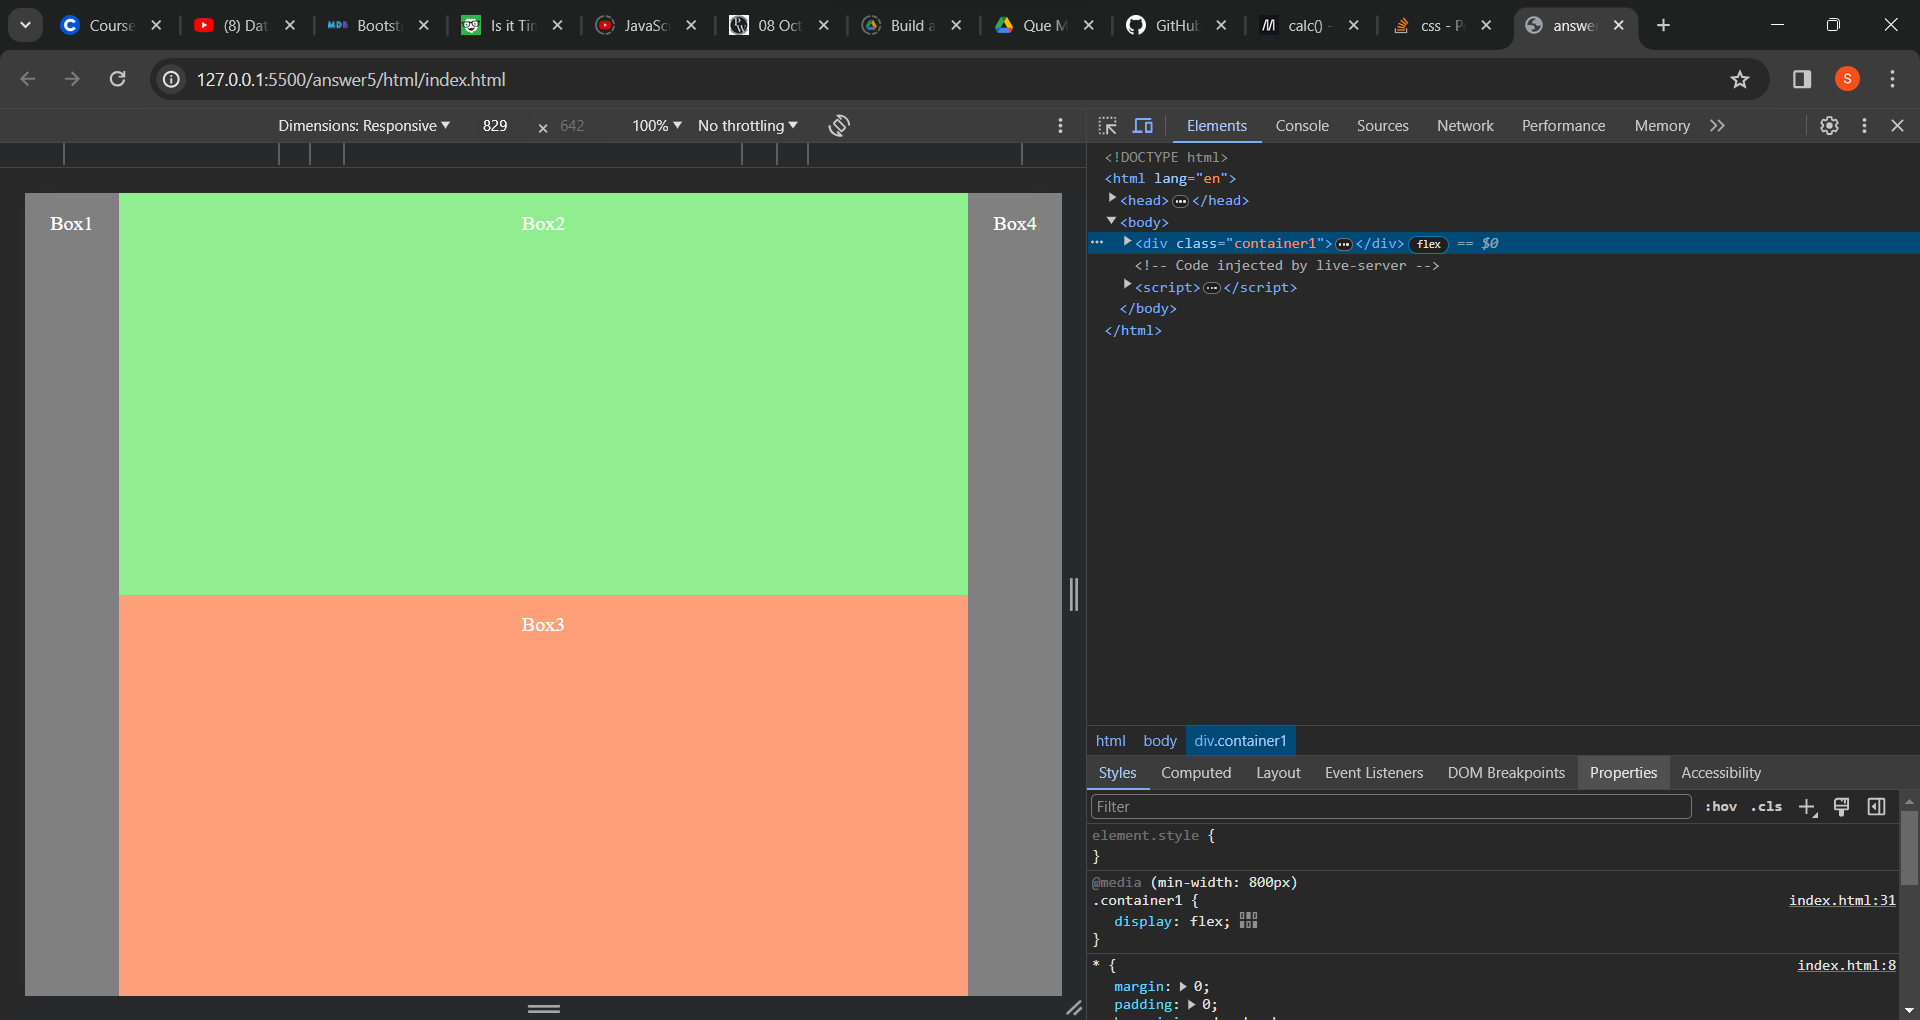 Course
(8) Dat
Bootst
Is it Tin
JavaSc
08 Oct
Build a
Que M
GitHub
calc() -
css - P
answe
127.0.0.1:5500/answer5/html/index.html
S
Dimensions: Responsive
829
×
642
100%
No throttling
Elements
Console
Sources
Network
Performance
Memory
<!DOCTYPE html>
<html lang="en">
<head>…</head>
<body>
<div class="container1">…</div> flex == $0
<!-- Code injected by live-server -->
<script>…</script>
</body>
</html>
Box1
Box2
Box4
Box3
html
body
div.container1
Styles
Computed
Layout
Event Listeners
DOM Breakpoints
Properties
Accessibility
Filter
:hov
.cls
element.style {
}
@media (min-width: 800px)
.container1 {
index.html:31
display: flex;
}
* {
index.html:8
margin: 0;
padding: 0;